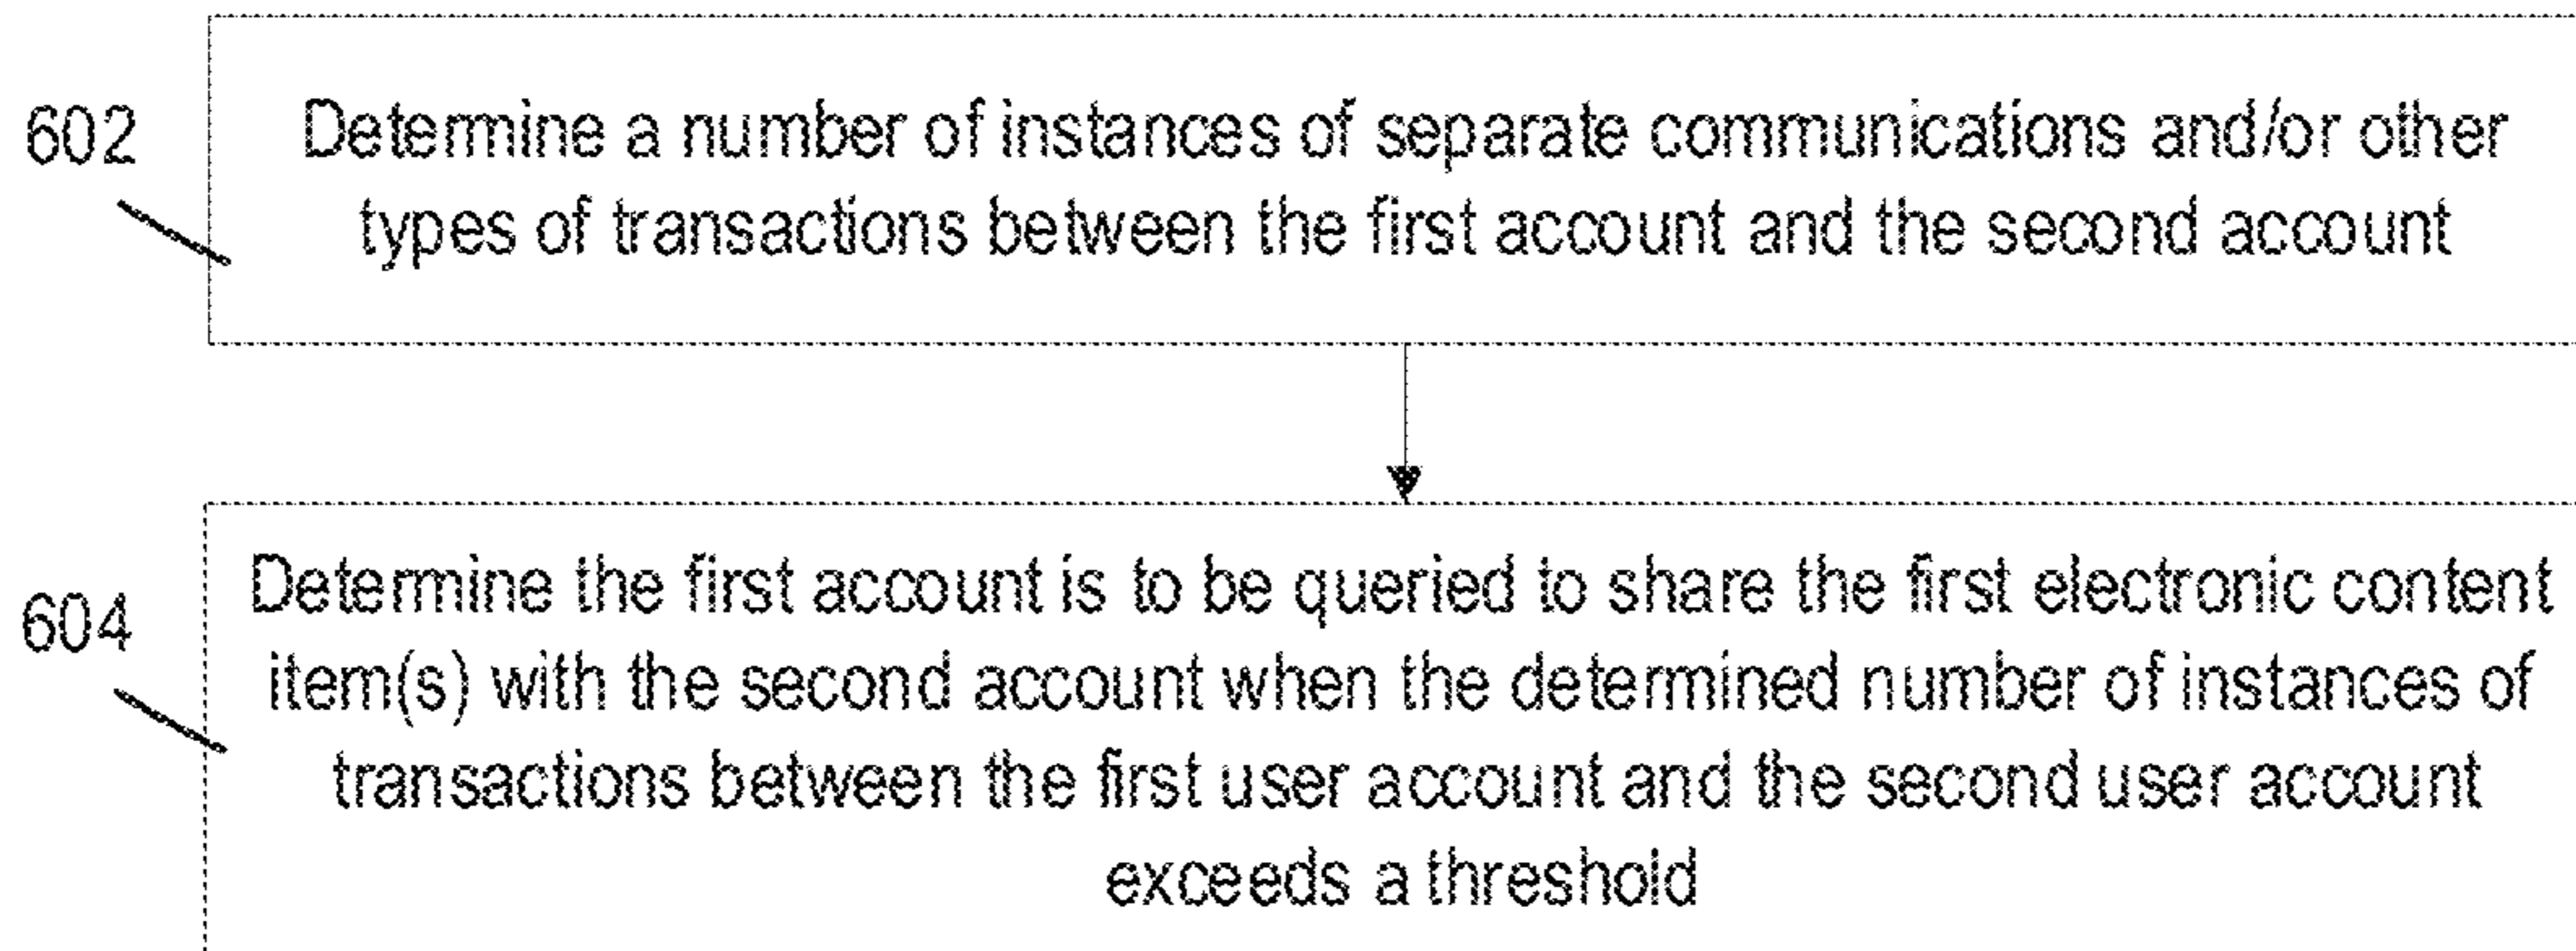 602
Determine a number of instances of separate communications and/or other
types of transactions between the first account and the second account
604
Determine the first account is to be queried to share the first electronic content
item(s) with the second account when the determined number of instances of
transactions between the first user account and the second user account
exceeds a threshold